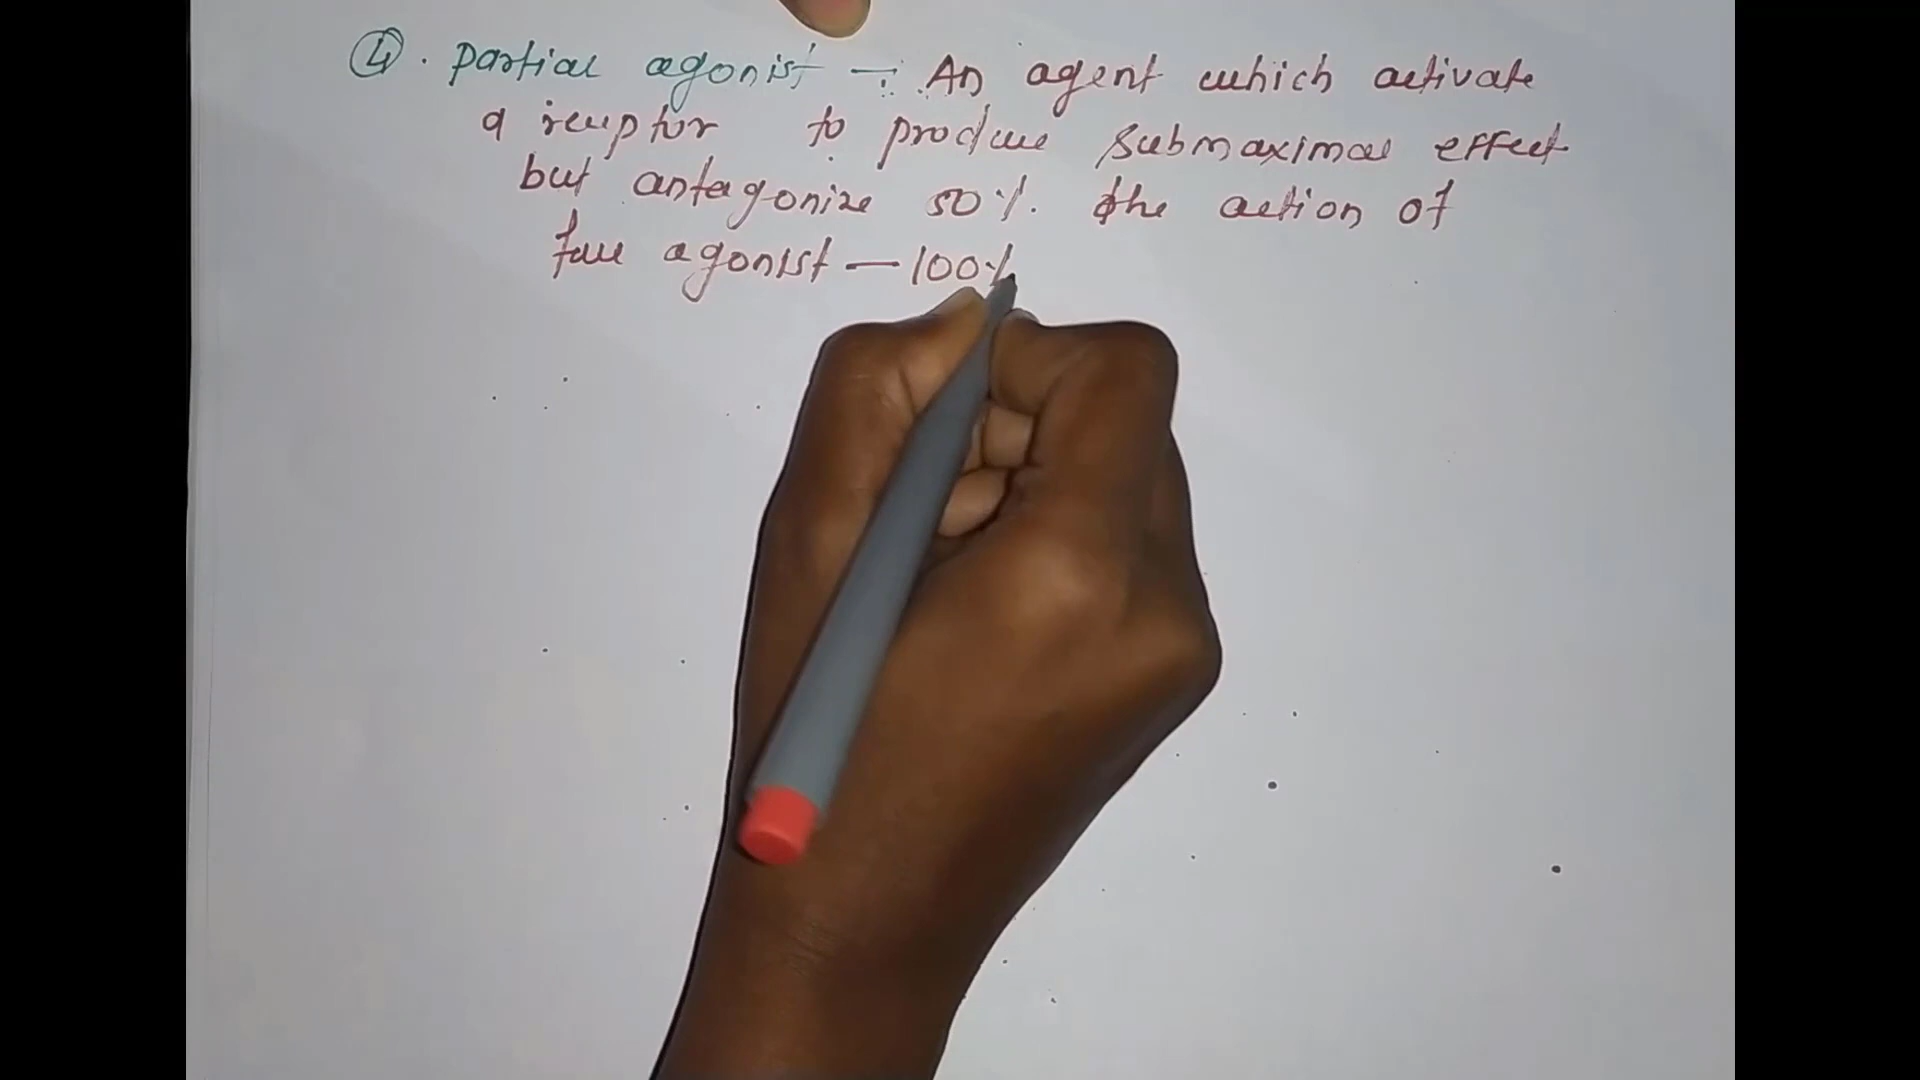 ④. Partial agonist - : An agent which activate
a receptor to produce submaximal effect
but antagonize 50%. the action of
full agonist — 100%